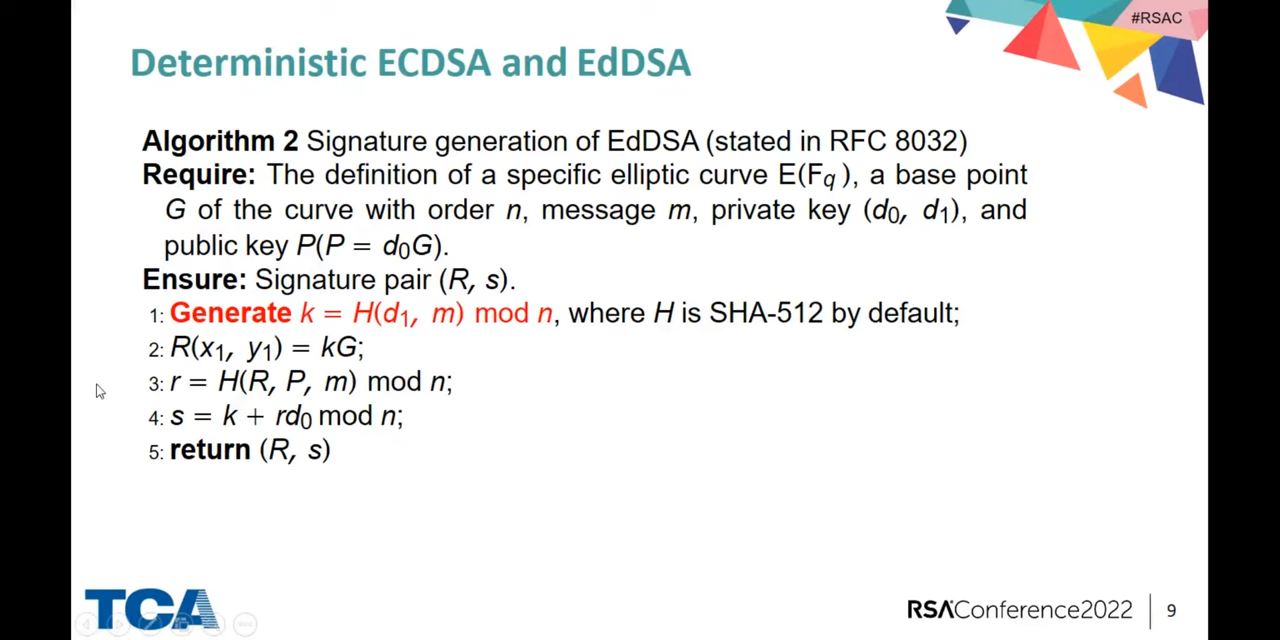 #RSAC
Deterministic ECDSA and EdDSA
Algorithm 2 Signature generation of EdDSA (stated in RFC 8032)
Require: The definition of a specific elliptic curve E(Fq), a base point
G of the curve with order n, message m, private key (d0, d1), and
public key P(P = d0G).
Ensure: Signature pair (R, s).
1: Generate k = H(d1, m) mod n, where H is SHA-512 by default;
2: R(x1, y1) = kG;
3: r = H(R, P, m) mod n;
4: s = k + rd0 mod n;
5: return (R, s)
TCA
RSAConference2022
9